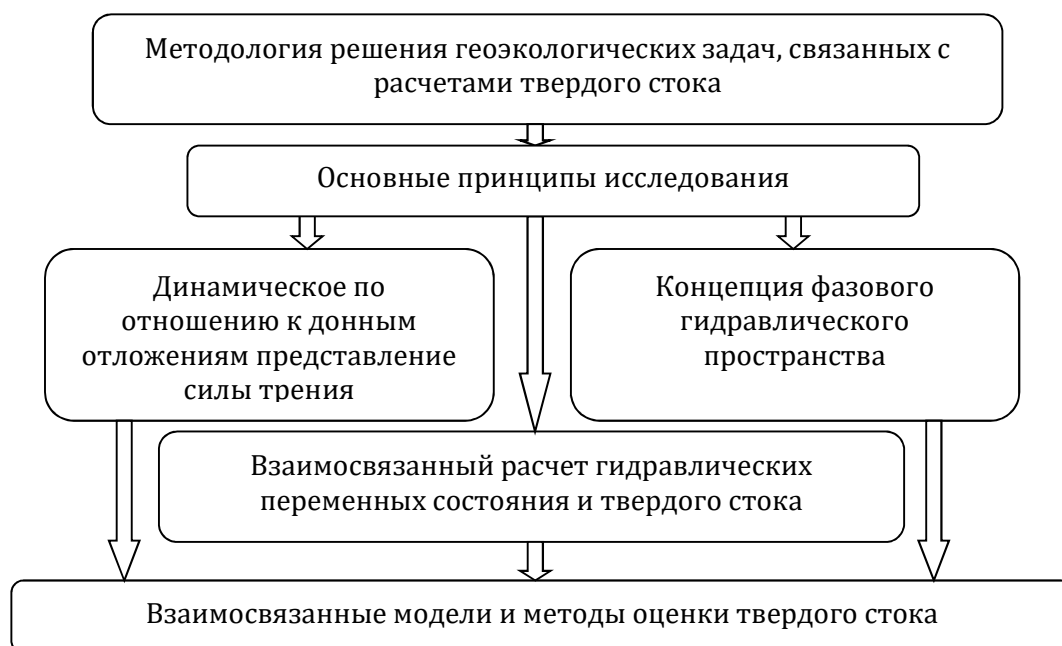 Методология решения геоэкологических задач, связанных с
расчетами твердого стока
Основные принципы исследования
Динамическое по
отношению к донным
отложениям представление
силы трения
Концепция фазового
гидравлического
пространства
Взаимосвязанный расчет гидравлических
переменных состояния и твердого стока
Взаимосвязанные модели и методы оценки твердого стока